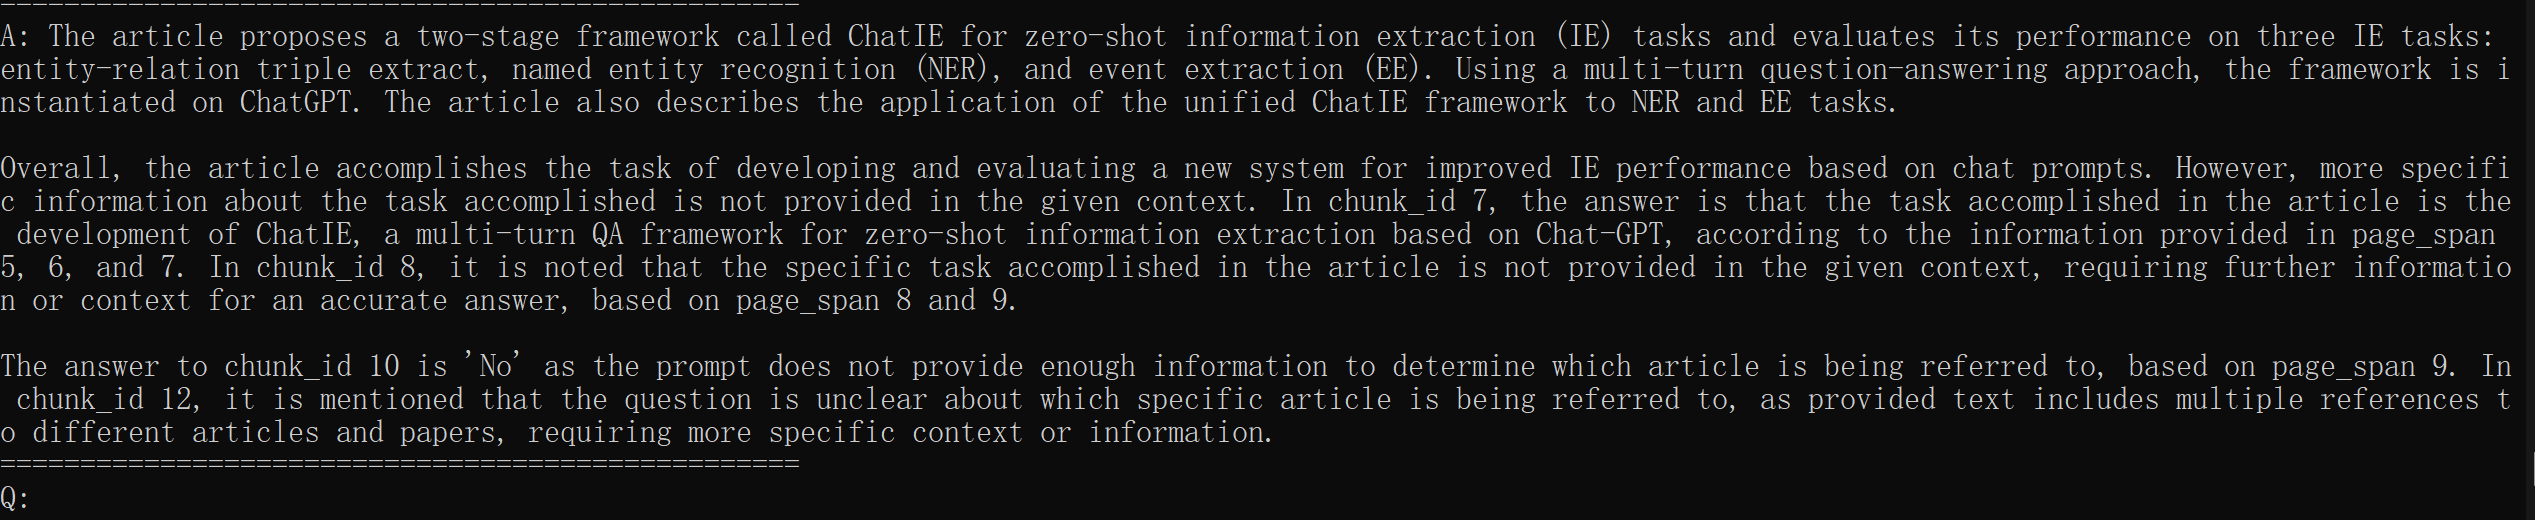 ==================================================
A: The article proposes a two-stage framework called ChatIE for zero-shot information extraction (IE) tasks and evaluates its performance on three IE tasks:
entity-relation triple extract, named entity recognition (NER), and event extraction (EE). Using a multi-turn question-answering approach, the framework is i
nstantiated on ChatGPT. The article also describes the application of the unified ChatIE framework to NER and EE tasks.

Overall, the article accomplishes the task of developing and evaluating a new system for improved IE performance based on chat prompts. However, more specifi
c information about the task accomplished is not provided in the given context. In chunk_id 7, the answer is that the task accomplished in the article is the
 development of ChatIE, a multi-turn QA framework for zero-shot information extraction based on Chat-GPT, according to the information provided in page_span
5, 6, and 7. In chunk_id 8, it is noted that the specific task accomplished in the article is not provided in the given context, requiring further informatio
n or context for an accurate answer, based on page_span 8 and 9.

The answer to chunk_id 10 is 'No' as the prompt does not provide enough information to determine which article is being referred to, based on page_span 9. In
 chunk_id 12, it is mentioned that the question is unclear about which specific article is being referred to, as provided text includes multiple references t
o different articles and papers, requiring more specific context or information.
==================================================
Q: